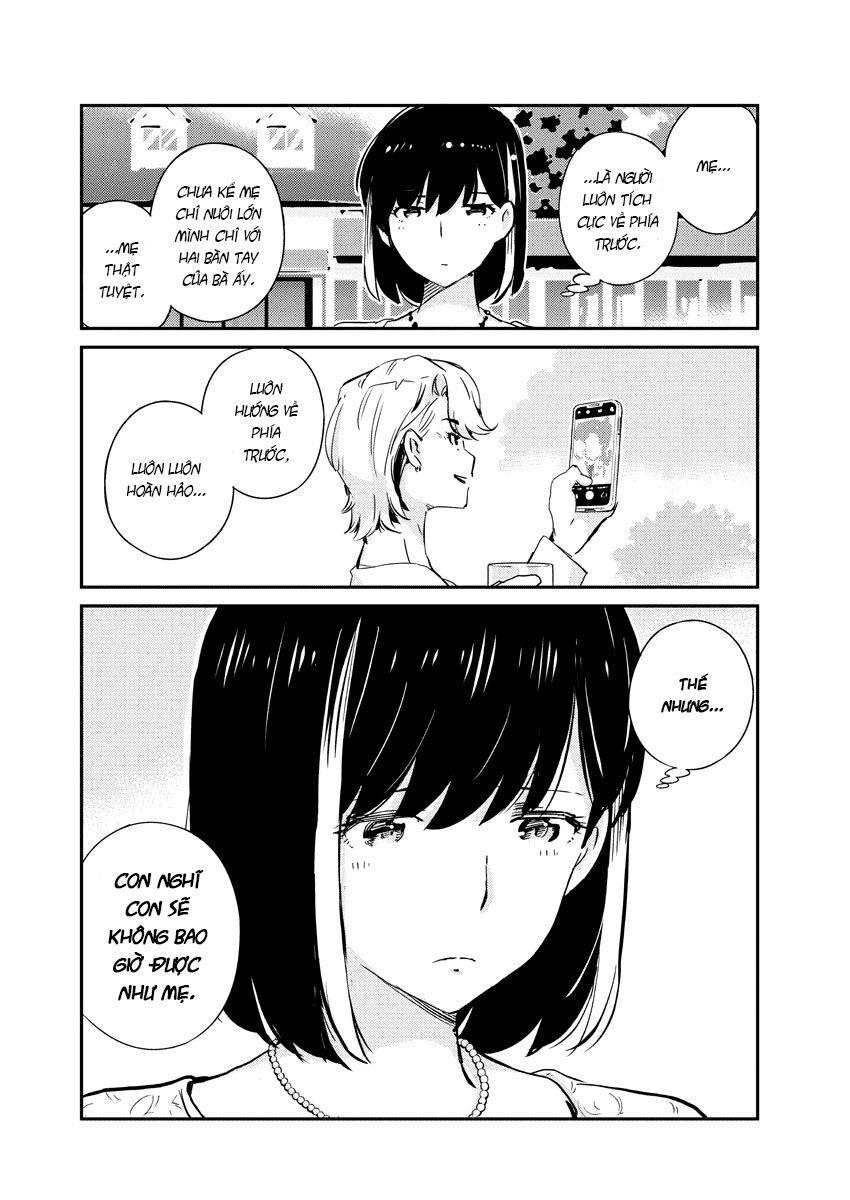 MẸ...
...LÀ NGƯỜI
LUÔN TÍCH
CỰC VỀ PHÍA
TRƯỚC.
CHƯA KỂ MẸ
CHỈ NUÔI LỚN
MÌNH CHỈ VỚI
HAI BÀN TAY
CỦA BÀ ẤY.
...MẸ
THẬT
TUYỆT.
LUÔN
HƯỚNG VỀ
PHÍA
TRƯỚC,
LUÔN LUÔN
HOÀN HẢO...
THẾ
NHƯNG...
CON NGHĨ
CON SẼ
KHÔNG BAO
GIỜ ĐƯỢC
NHƯ MẸ.